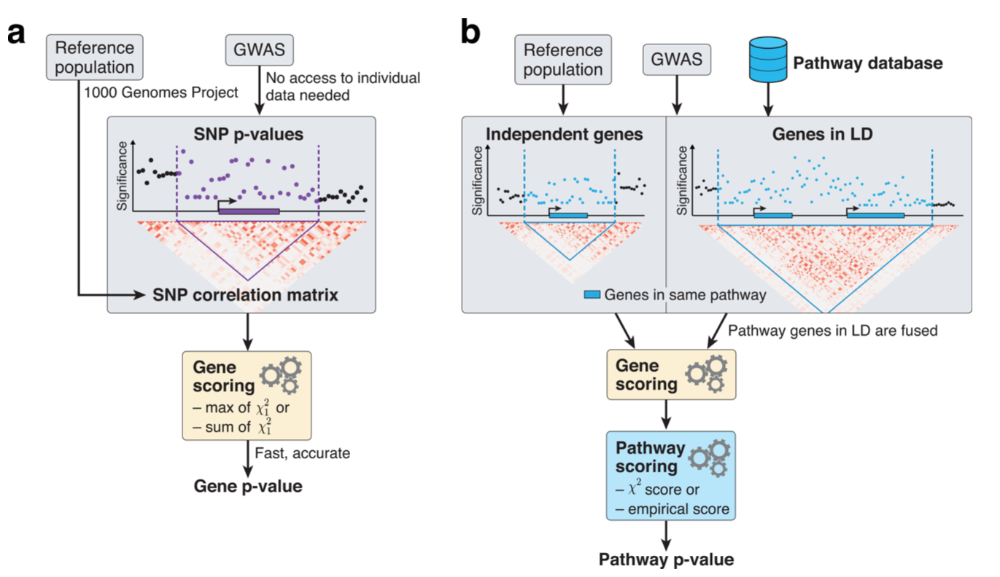 a
Reference
population
GWAS
1000 Genomes Project
No access to individual
data needed
SNP p-values
Significance
SNP correlation matrix
Gene
scoring
– max of χ₁² or
– sum of χ₁²
Fast, accurate
Gene p-value
b
Reference
population
GWAS
Pathway database
Independent genes
Significance
Genes in LD
Significance
Genes in same pathway
Pathway genes in LD are fused
Gene
scoring
Pathway
scoring
– χ² score or
– empirical score
Pathway p-value